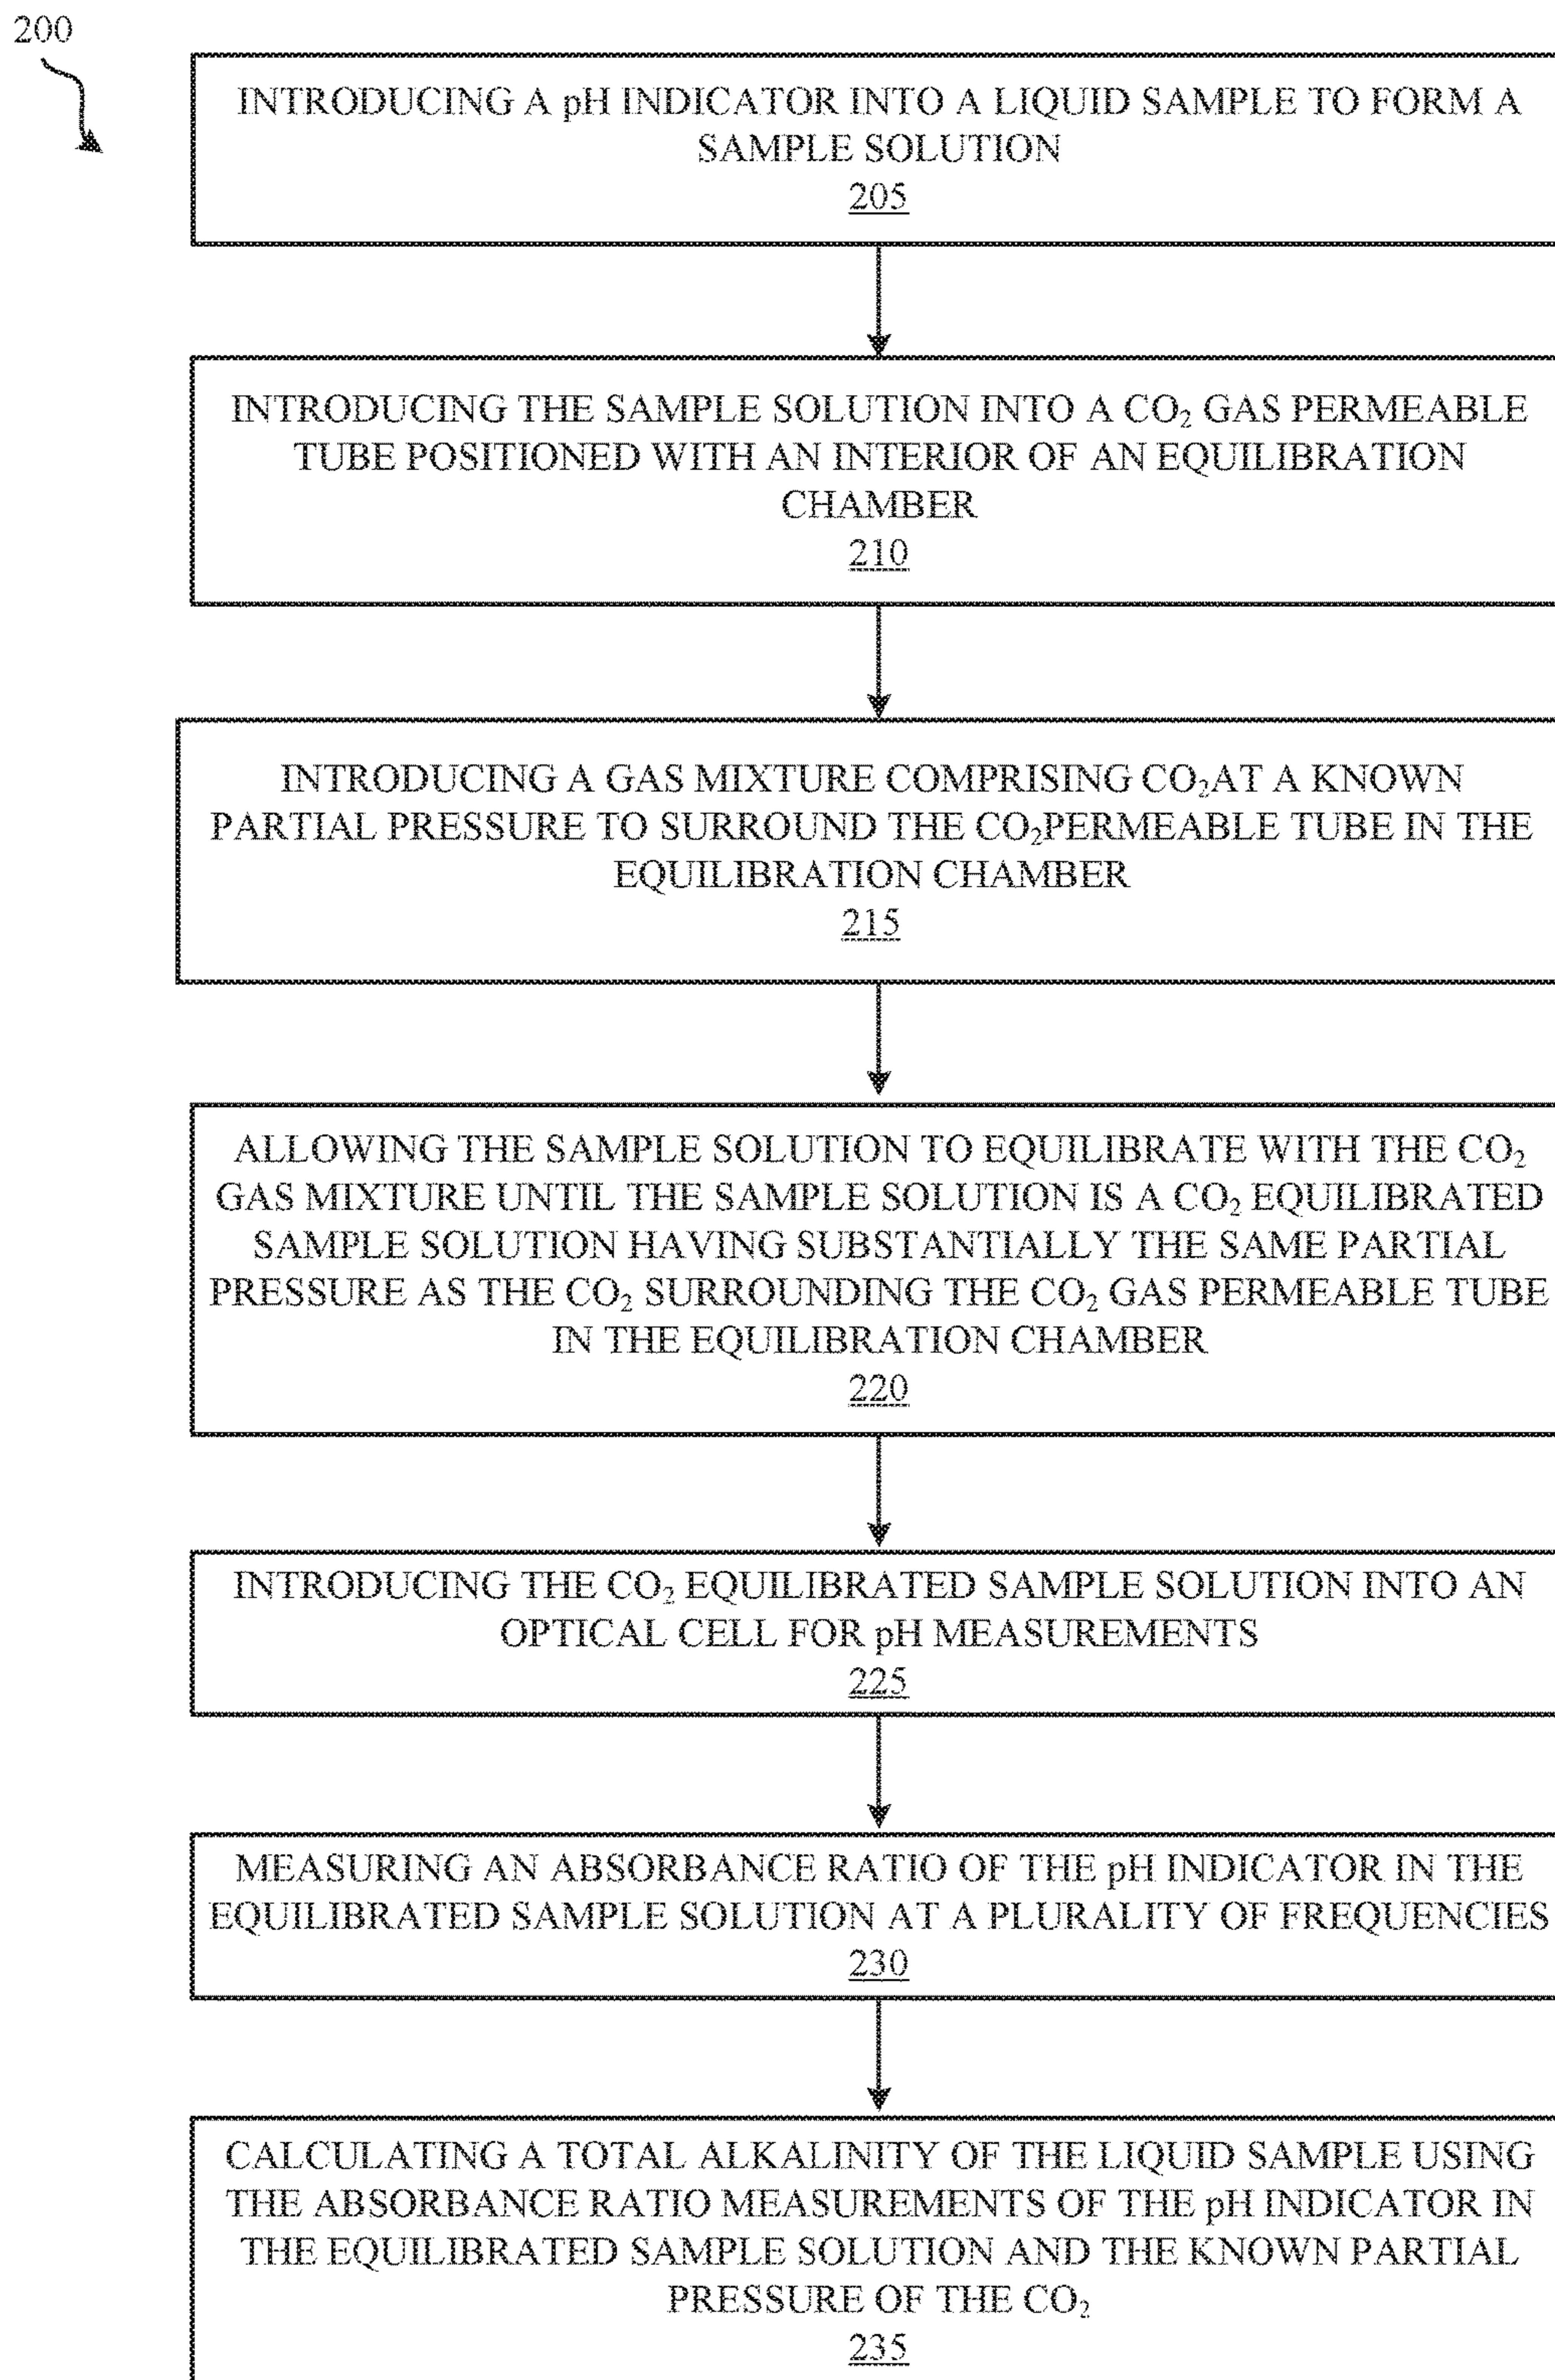 200
INTRODUCING A pH INDICATOR INTO A LIQUID SAMPLE TO FORM A
SAMPLE SOLUTION
205
INTRODUCING THE SAMPLE SOLUTION INTO A CO₂ GAS PERMEABLE
TUBE POSITIONED WITH AN INTERIOR OF AN EQUILIBRATION
CHAMBER
210
INTRODUCING A GAS MIXTURE COMPRISING CO₂AT A KNOWN
PARTIAL PRESSURE TO SURROUND THE CO₂PERMEABLE TUBE IN THE
EQUILIBRATION CHAMBER
215
ALLOWING THE SAMPLE SOLUTION TO EQUILIBRATE WITH THE CO₂
GAS MIXTURE UNTIL THE SAMPLE SOLUTION IS A CO₂ EQUILIBRATED
SAMPLE SOLUTION HAVING SUBSTANTIALLY THE SAME PARTIAL
PRESSURE AS THE CO₂ SURROUNDING THE CO₂ GAS PERMEABLE TUBE
IN THE EQUILIBRATION CHAMBER
220
INTRODUCING THE CO₂ EQUILIBRATED SAMPLE SOLUTION INTO AN
OPTICAL CELL FOR pH MEASUREMENTS
225
MEASURING AN ABSORBANCE RATIO OF THE pH INDICATOR IN THE
EQUILIBRATED SAMPLE SOLUTION AT A PLURALITY OF FREQUENCIES
230
CALCULATING A TOTAL ALKALINITY OF THE LIQUID SAMPLE USING
THE ABSORBANCE RATIO MEASUREMENTS OF THE pH INDICATOR IN
THE EQUILIBRATED SAMPLE SOLUTION AND THE KNOWN PARTIAL
PRESSURE OF THE CO₂
235